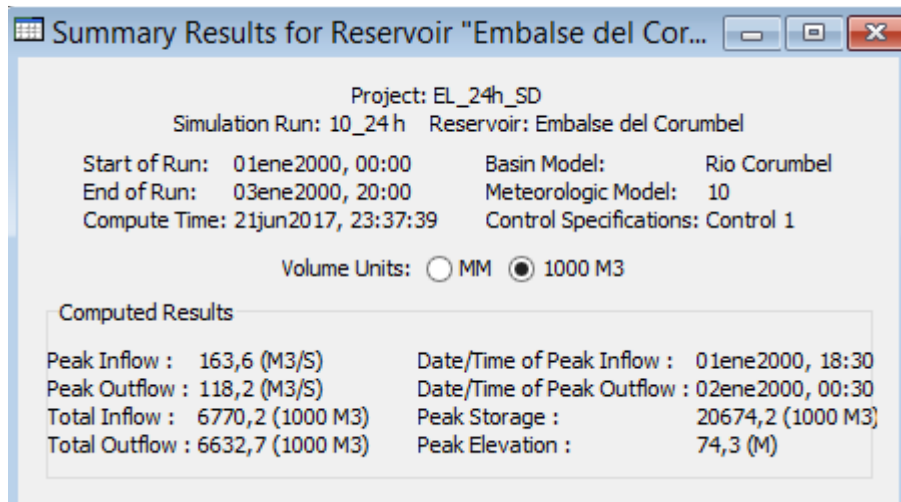 Summary Results for Reservoir "Embalse del Cor...
Project: EL_24h_SD
Simulation Run: 10_24 h Reservoir: Embalse del Corumbel
Start of Run: 01ene2000, 00:00 Basin Model: Rio Corumbel
End of Run: 03ene2000, 20:00 Meteorologic Model: 10
Compute Time: 21jun2017, 23:37:39 Control Specifications: Control 1
Volume Units: MM 1000 M3
Computed Results
Peak Inflow : 163,6 (M3/S) Date/Time of Peak Inflow : 01ene2000, 18:30
Peak Outflow : 118,2 (M3/S) Date/Time of Peak Outflow : 02ene2000, 00:30
Total Inflow : 6770,2 (1000 M3) Peak Storage : 20674,2 (1000 M3)
Total Outflow : 6632,7 (1000 M3) Peak Elevation : 74,3 (M)